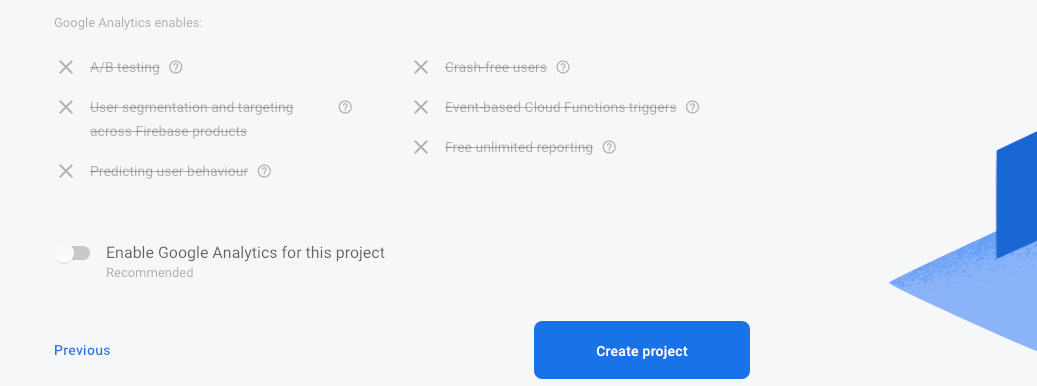 Google Analytics enables:
A/B testing
Crash-free users
User segmentation and targeting
across Firebase products
Event-based Cloud Functions triggers
Predicting user behaviour
Free unlimited reporting
Enable Google Analytics for this project
Recommended
Previous
Create project